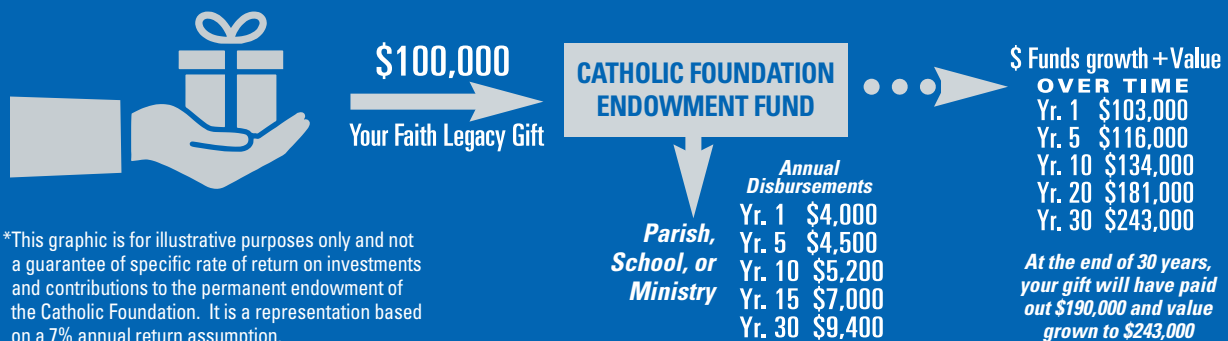 $100,000
Your Faith Legacy Gift
CATHOLIC FOUNDATION
ENDOWMENT FUND
$ Funds growth + Value
OVER TIME
Yr. 1 $103,000
Yr. 5 $116,000
Yr. 10 $134,000
Yr. 20 $181,000
Yr. 30 $243,000
At the end of 30 years,
your gift will have paid
out $190,000 and value
grown to $243,000
Parish,
School, or
Ministry
Annual
Disbursements
Yr. 1 $4,000
Yr. 5 $4,500
Yr. 10 $5,200
Yr. 15 $7,000
Yr. 30 $9,400
*This graphic is for illustrative purposes only and not
a guarantee of specific rate of return on investments
and contributions to the permanent endowment of
the Catholic Foundation. It is a representation based
on a 7% annual return assumption.